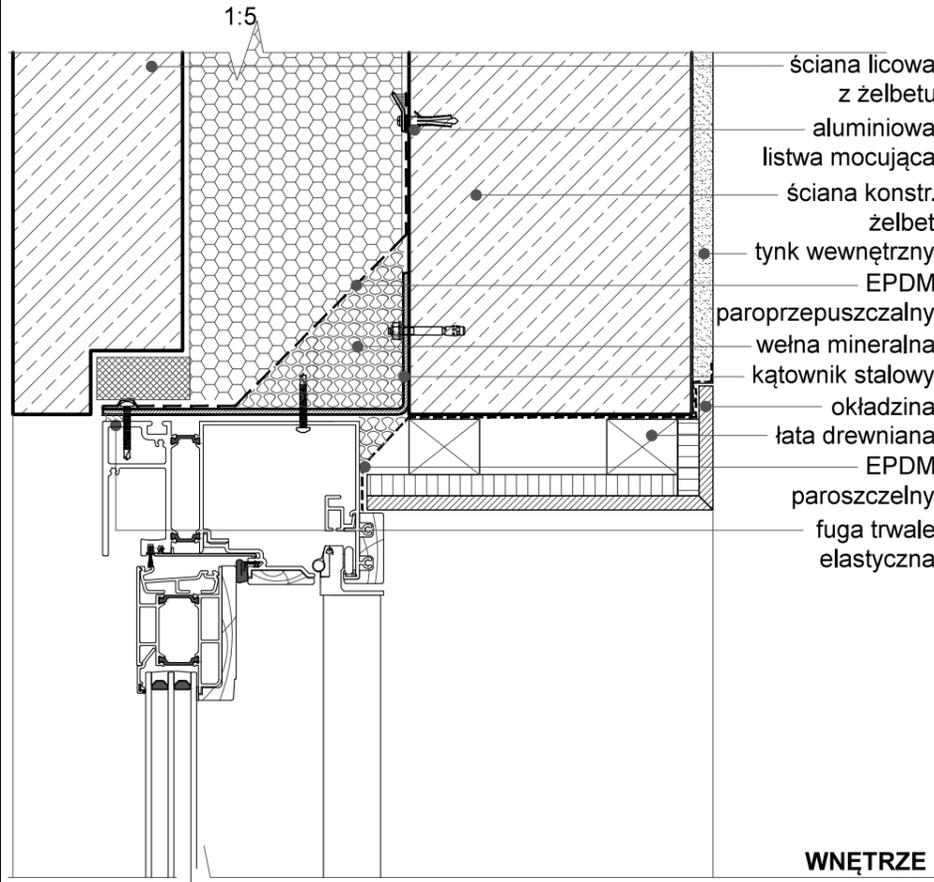 1:5
ściana licowa
z żelbetu
aluminiowa
listwa mocująca
ściana konstr.
żelbet
tynk wewnętrzny
EPDM
paroprzepuszczalny
wełna mineralna
kątownik stalowy
okładzina
łata drewniana
EPDM
paroszczelny
fuga trwale
elastyczna
WNĘTRZE